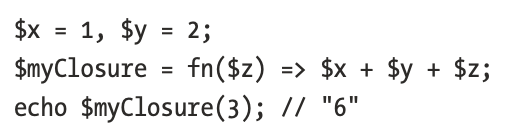 $x = 1, $y = 2;
$myClosure = fn($z) => $x + $y + $z;
echo $myClosure(3); // "6"